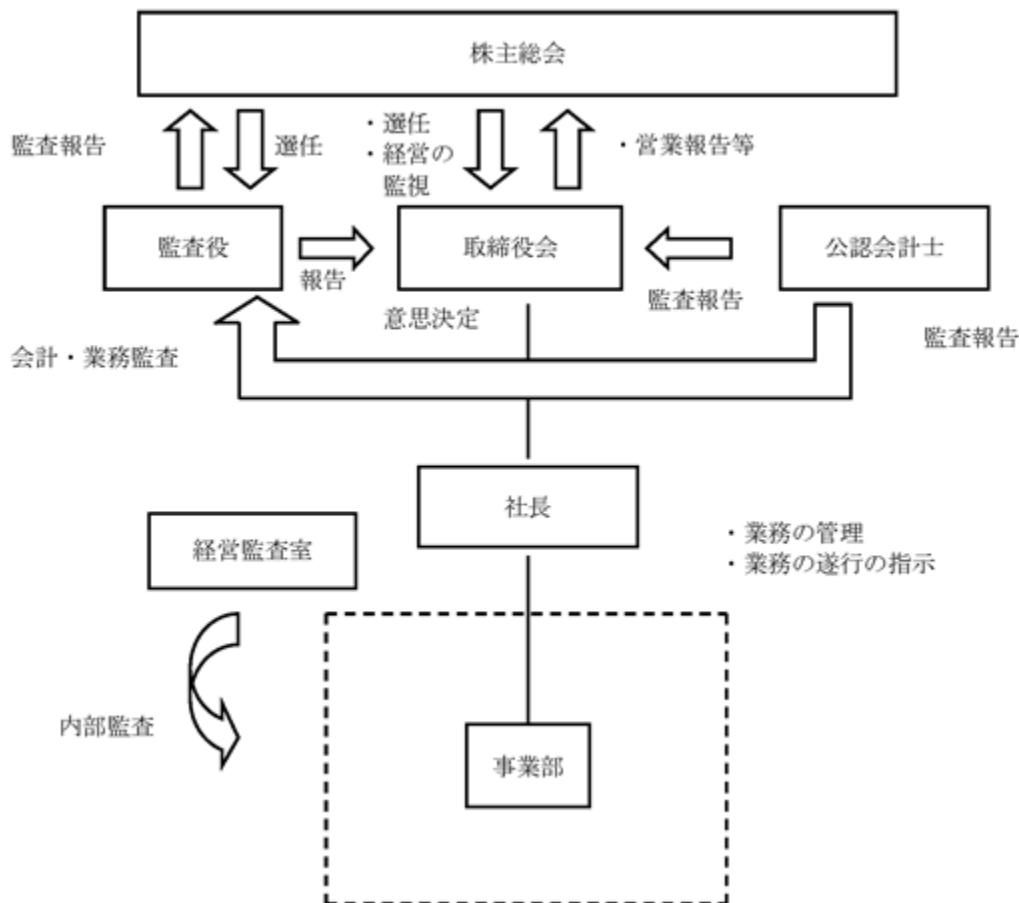 株主総会
監査報告
選任
・選任
・経営の
監視
・営業報告等
監査役
報告
取締役会
監査報告
公認会計士
会計・業務監査
意思決定
監査報告
社長
経営監査室
・業務の管理
・業務の遂行の指示
内部監査
事業部